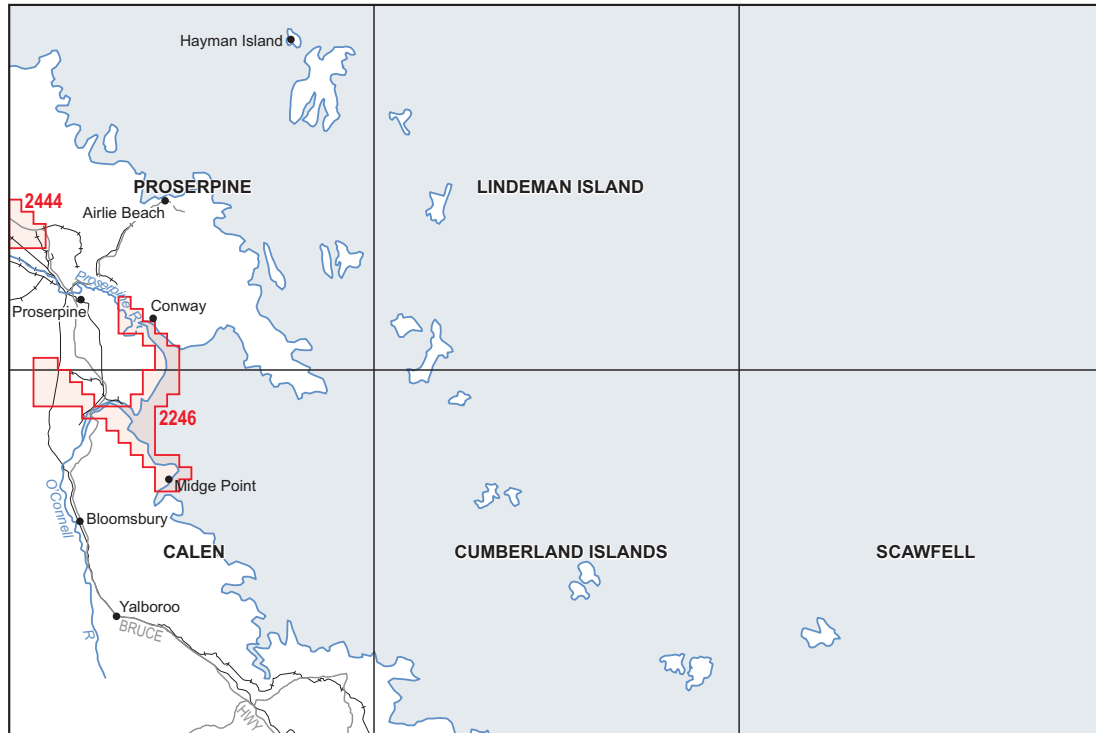 Hayman Island
PROSERPINE
LINDEMAN ISLAND
2444
Airlie Beach
Proserpine R
Proserpine
Conway
2246
Midge Point
O'Connell
R
Bloomsbury
CALEN
CUMBERLAND ISLANDS
SCAWFELL
Yalboroo
BRUCE
HWY